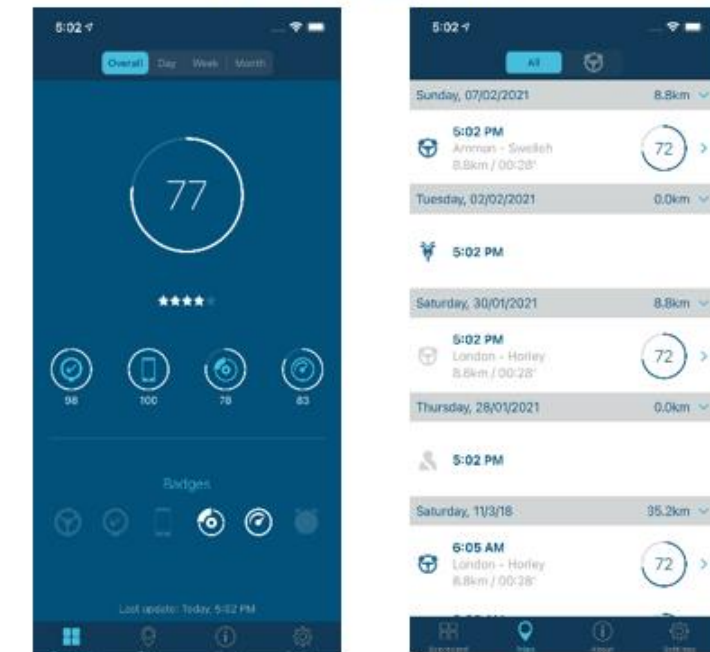 5:02
Overall Day Week Month
77
98 100 78 83
Badges
Last update: Today, 5:02 PM
5:02
All
Sunday, 07/02/2021 8.8km
5:02 PM
Amman - Swelleh
8.8km / 00:28'
72
Tuesday, 02/02/2021 0.0km
5:02 PM
Saturday, 30/01/2021 8.8km
5:02 PM
London - Horley
8.8km / 00:28'
72
Thursday, 28/01/2021 0.0km
5:02 PM
Saturday, 11/3/18 35.2km
6:05 AM
London - Horley
8.8km / 00:28'
72
Scorecard Trips About Settings